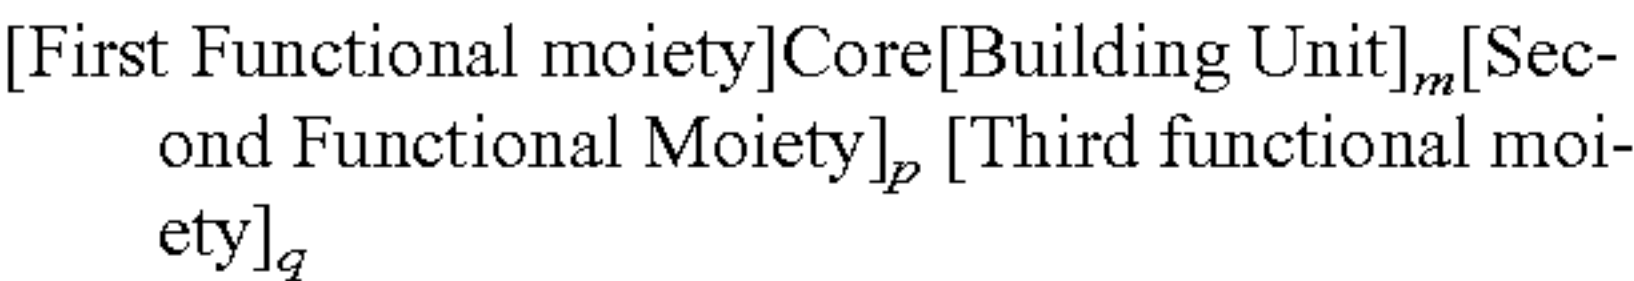 [First Functional moiety]Core[Building Unit]m[Sec-
ond Functional Moiety]p [Third functional moi-
ety]q